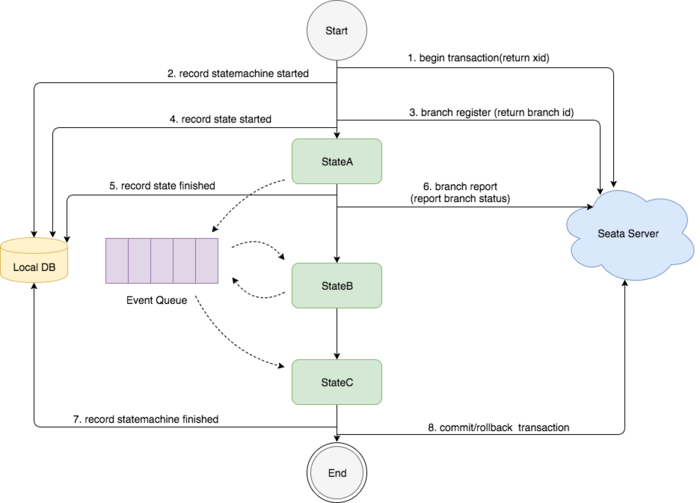 Start
1. begin transaction(return xid)
2. record statemachine started
3. branch register (return branch id)
4. record state started
StateA
5. record state finished
6. branch report
(report branch status)
Seata Server
Local DB
StateB
Event Queue
StateC
7. record statemachine finished
8. commit/rollback  transaction
End